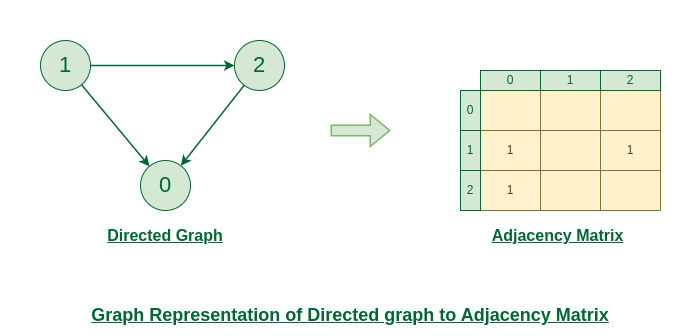 1
2
0
0 1 2
0
1 1 1
2 1
Directed Graph
Adjacency Matrix
Graph Representation of Directed graph to Adjacency Matrix